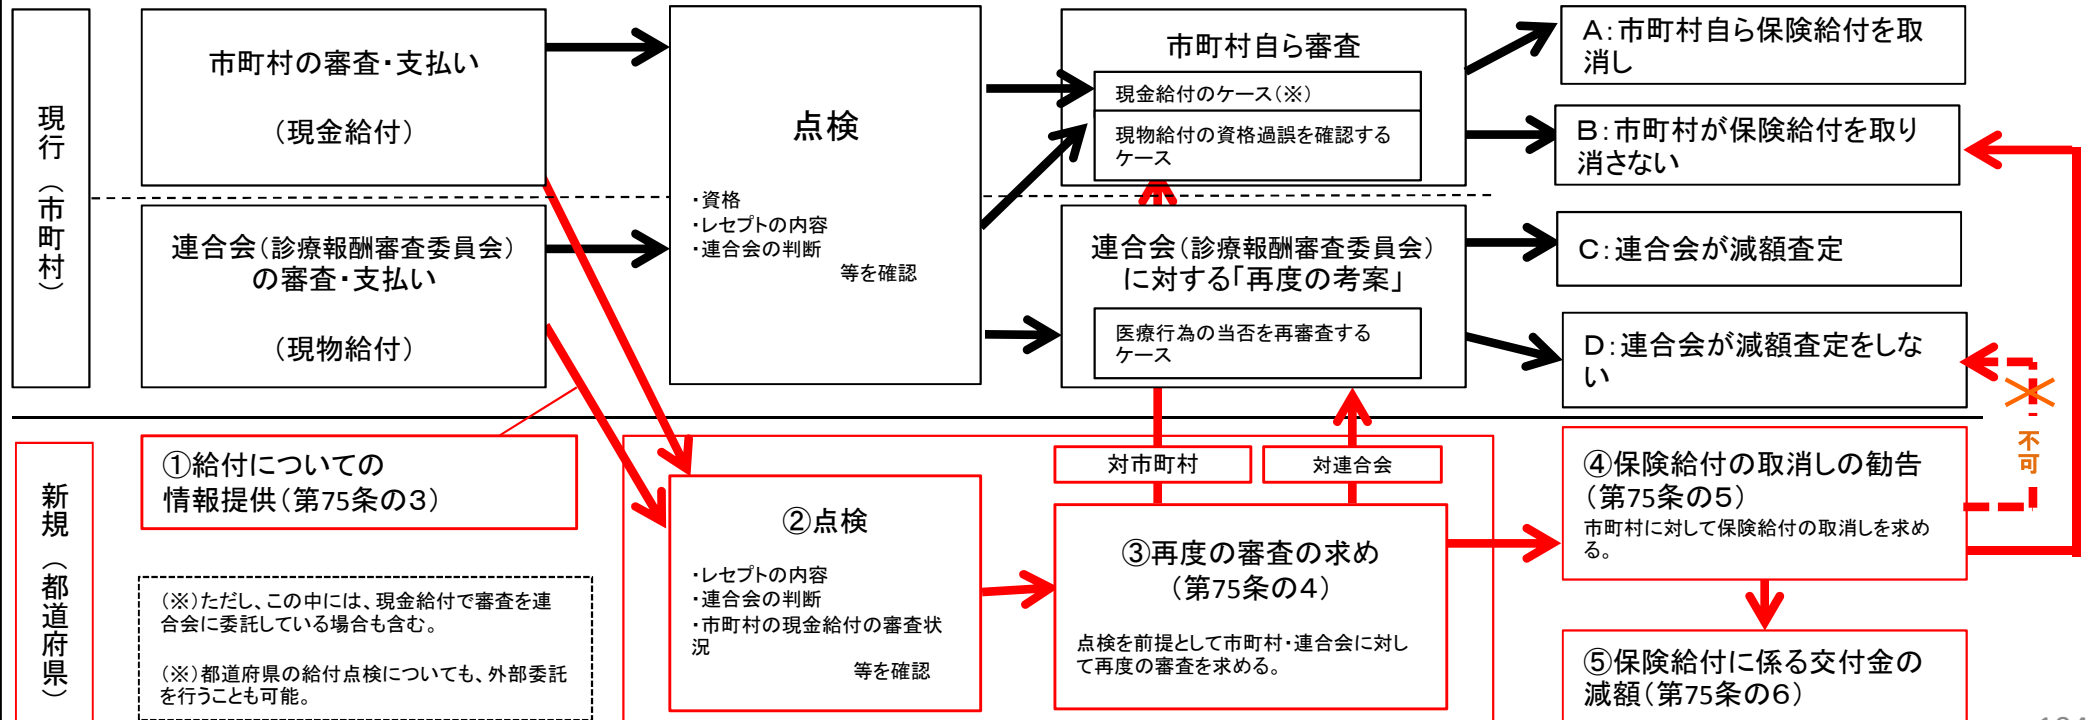 現行（市町村）
市町村の審査・支払い
（現金給付）
連合会（診療報酬審査委員会）
の審査・支払い
（現物給付）
点検
・資格
・レセプトの内容
・連合会の判断
等を確認
市町村自ら審査
現金給付のケース（※）
現物給付の資格過誤を確認する
ケース
連合会（診療報酬審査委員会）
に対する「再度の考案」
医療行為の当否を再審査する
ケース
A：市町村自ら保険給付を取
消し
B：市町村が保険給付を取り
消さない
C：連合会が減額査定
D：連合会が減額査定をしな
い
不可
新規（都道府県）
①給付についての
情報提供（第75条の３）
（※）ただし、この中には、現金給付で審査を連
合会に委託している場合も含む。
（※）都道府県の給付点検についても、外部委託
を行うことも可能。
②点検
・レセプトの内容
・連合会の判断
・市町村の現金給付の審査状
況
等を確認
対市町村
対連合会
③再度の審査の求め
（第75条の４）
点検を前提として市町村・連合会に対し
て再度の審査を求める。
④保険給付の取消しの勧告
（第75条の５）
市町村に対して保険給付の取消しを求め
る。
⑤保険給付に係る交付金の
減額（第75条の６）